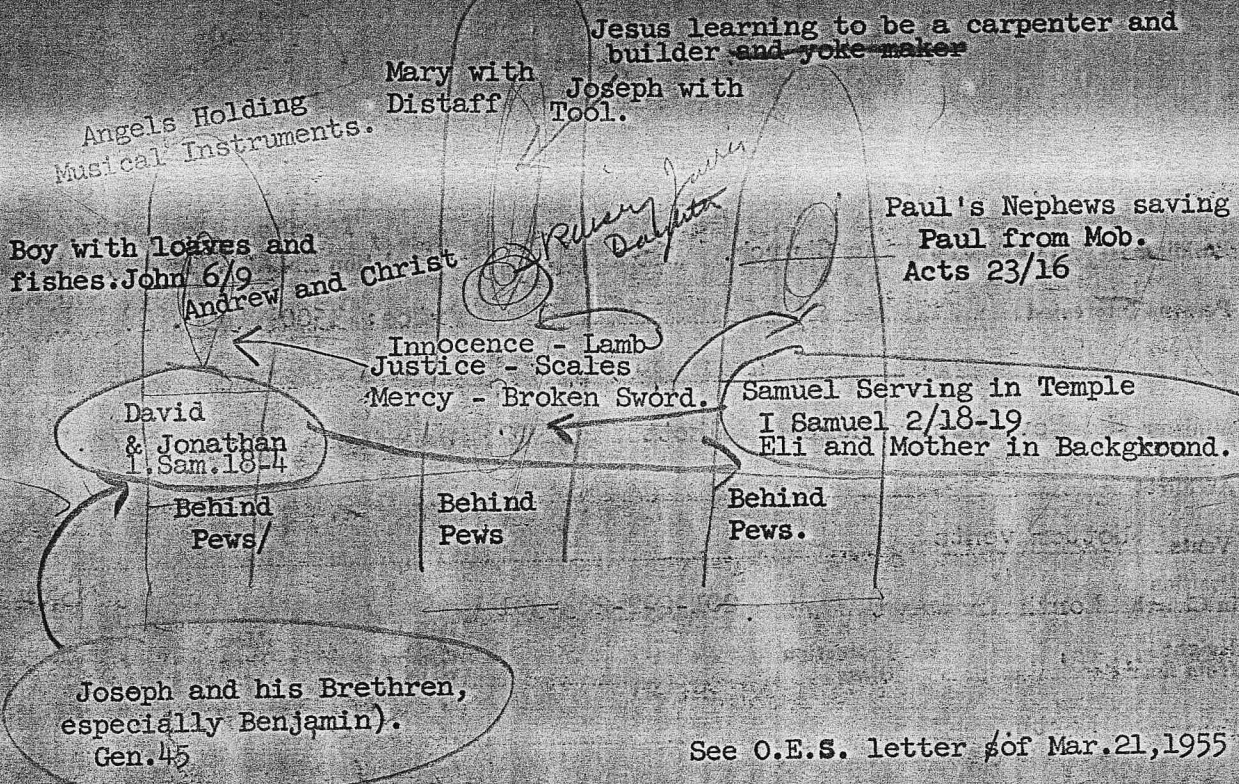 Jesus learning to be a carpenter and
builder and yoke maker
Mary with
Distaff
Joseph with
Tool.
Angels Holding
Musical Instruments.
Daughter
Paul's Nephews saving
Paul from Mob.
Acts 23/16
Boy with loaves and
fishes:John 6/9
Andrew and Christ
Innocence - Lamb
Justice - Scales
Mercy - Broken Sword.
Samuel Serving in Temple
I Samuel 2/18-19
Eli and Mother in Backgkound.
David
& Jonathan
I.Sam.18-4
Behind
Pews/
Behind
Pews
Behind
Pews.
Joseph and his Brethren,
especially Benjamin).
Gen.45
See O.E.S. letter of Mar.21,1955